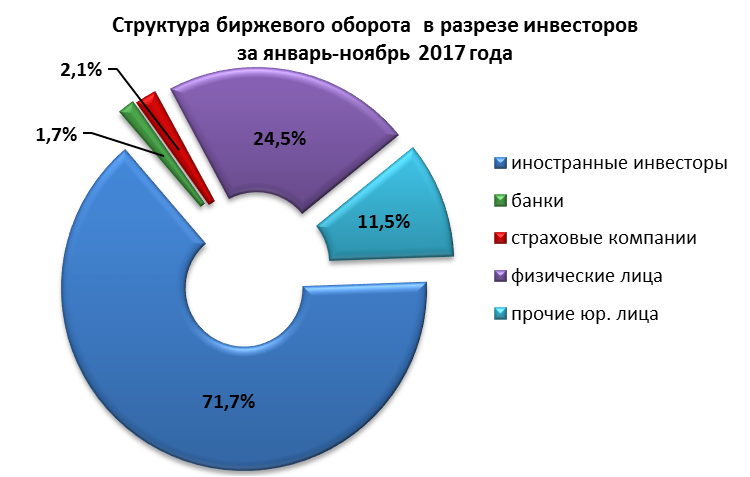 Структура биржевого оборота в разрезе инвесторов
за январь-ноябрь 2017 года
2,1%
1,7%
24,5%
11,5%
71,7%
иностранные инвесторы
банки
страховые компании
физические лица
прочие юр. лица